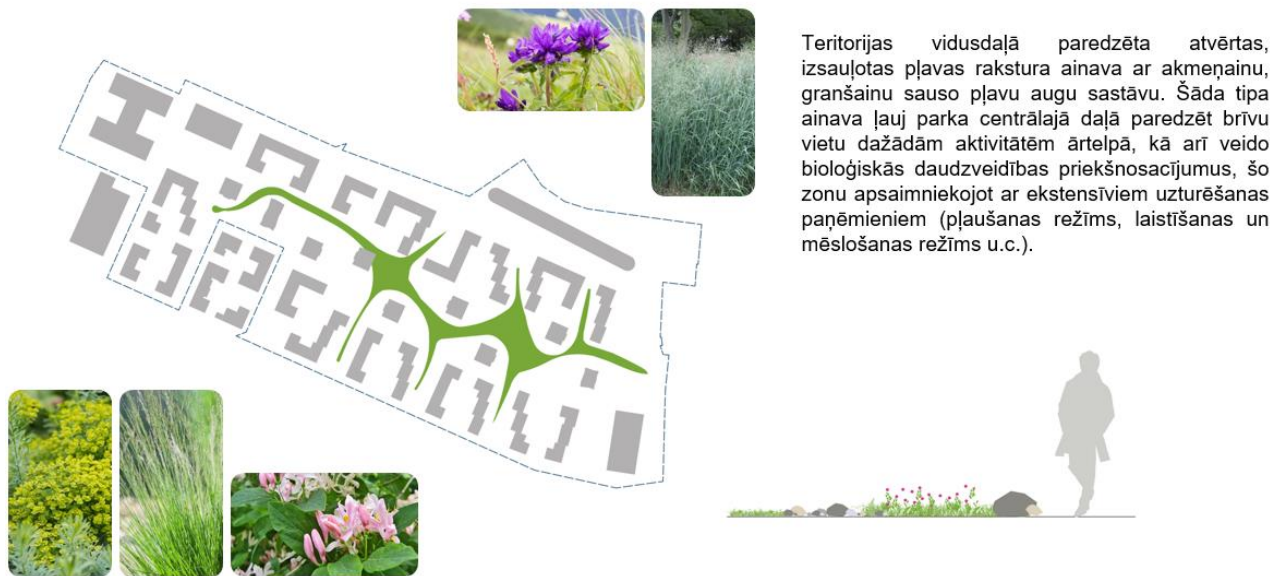 Teritorijas vidusdaļā paredzēta atvērtas,
izsauļotas pļavas rakstura ainava ar akmeņainu,
granšainu sauso pļavu augu sastāvu. Šāda tipa
ainava ļauj parka centrālajā daļā paredzēt brīvu
vietu dažādām aktivitātēm ārtelpā, kā arī veido
bioloģiskās daudzveidības priekšnosacījumus, šo
zonu apsaimniekojot ar ekstensīviem uzturēšanas
paņēmieniem (pļaušanas režīms, laistīšanas un
mēslošanas režīms u.c.).